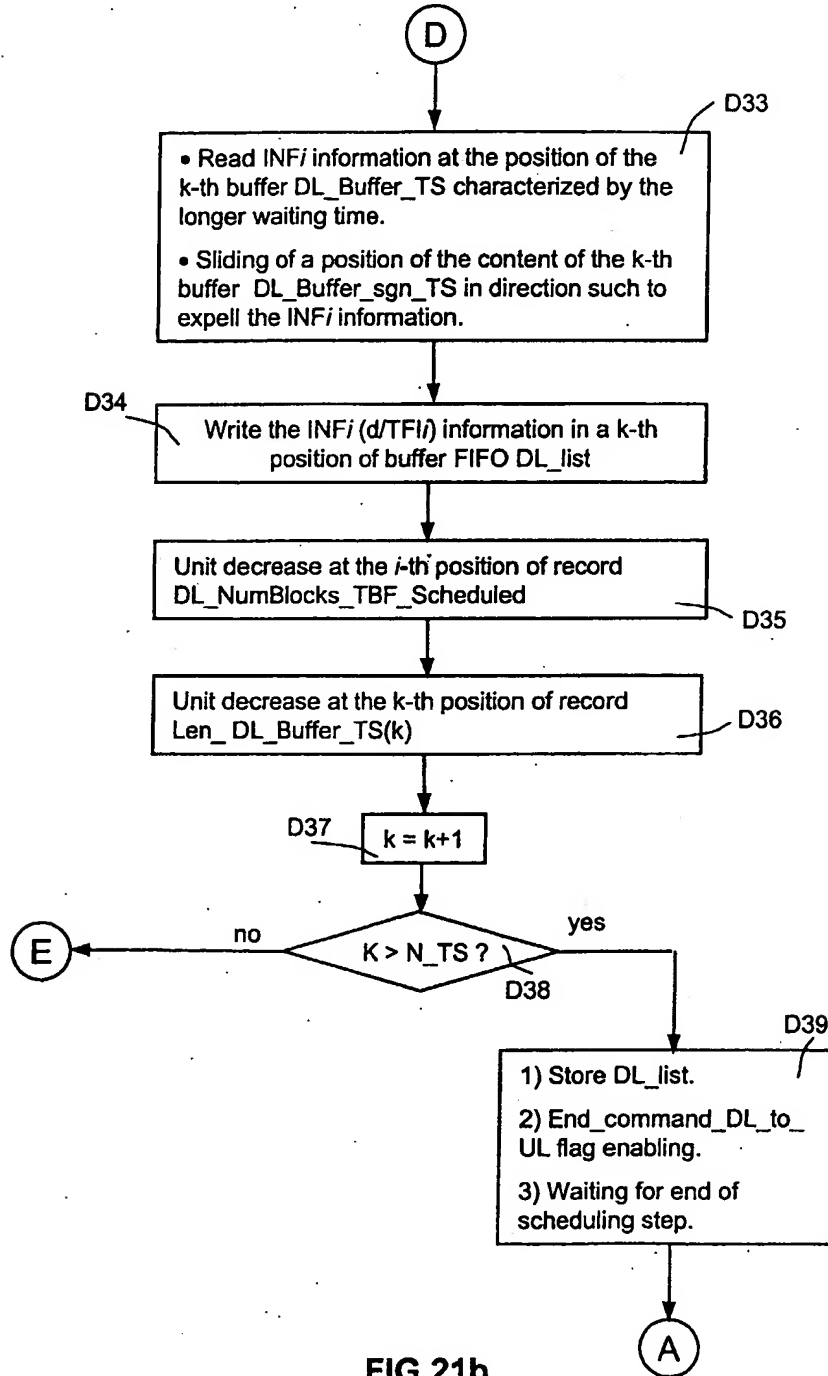 D
D33
• Read INFi information at the position of the
k-th buffer DL_Buffer_TS characterized by the
longer waiting time.
• Sliding of a position of the content of the k-th
buffer DL_Buffer_sgn_TS in direction such to
expell the INFi information.
D34
Write the INFi (d/TFIi) information in a k-th
position of buffer FIFO DL_list
Unit decrease at the i-th position of record
DL_NumBlocks_TBF_Scheduled
D35
Unit decrease at the k-th position of record
Len_ DL_Buffer_TS(k)
D36
D37
k = k+1
E
no
K > N_TS ?
yes
D38
D39
1) Store DL_list.
2) End_command_DL_to_
UL flag enabling.
3) Waiting for end of
scheduling step.
A
FIG.21b